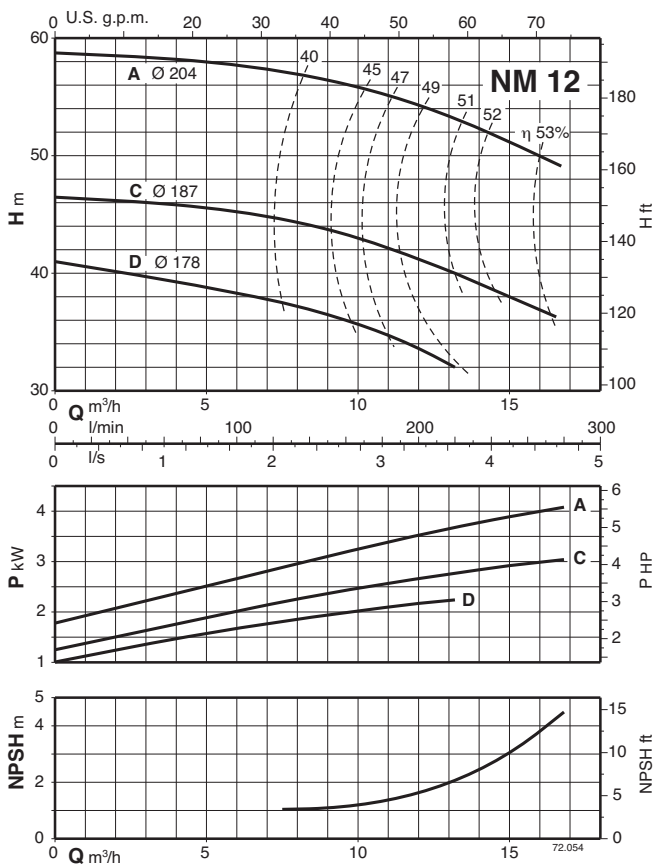 0 U.S. g.p.m. 20 30 40 50 60 70
60 50 40 30
H m
A Ø 204
C Ø 187
D Ø 178
40 45 47 49 51 52 η 53%
NM 12
180 160 140 120 100
H ft
0 5 10 15
Q m³/h
0 l/min 100 200 300
0 l/s 1 2 3 4 5
4 3 2 1
P kW
A
C
D
6 5 4 3 2
P HP
5 4 2 0
NPSH m
15 10 5 0
NPSH ft
72.054
0 5 10 15
Q m³/h